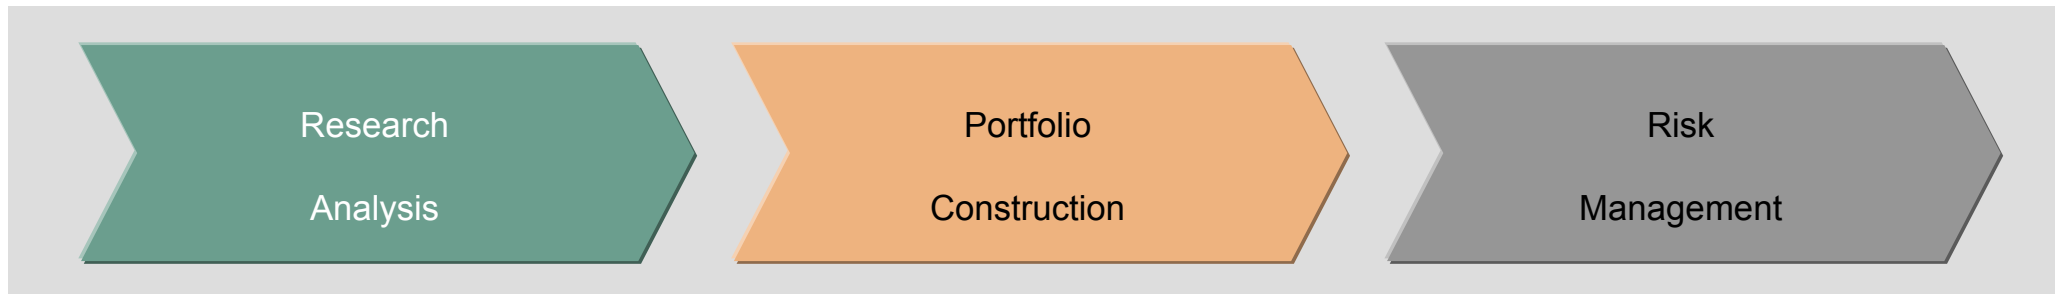 Research
Analysis
Portfolio
Construction
Risk
Management